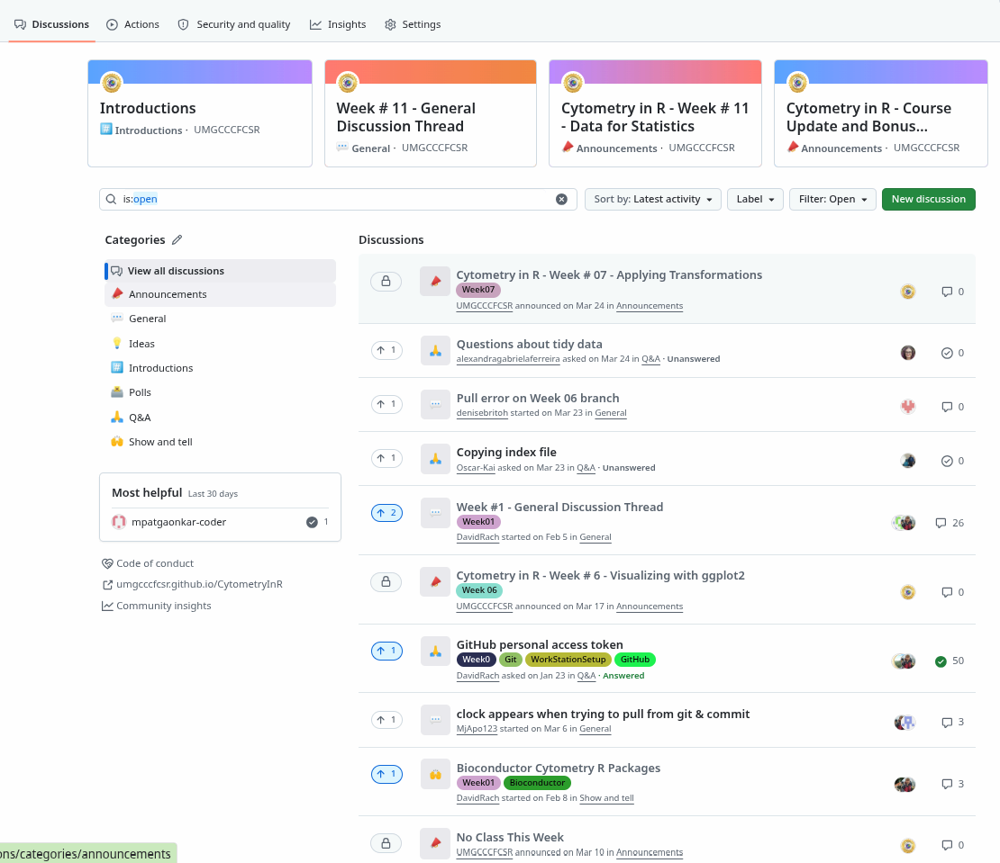 Discussions Actions Security and quality Insights Settings
Introductions
Introductions · UMGCCCFCSR
Week # 11 - General
Discussion Thread
General · UMGCCCFCSR
Cytometry in R - Week # 11
- Data for Statistics
Announcements · UMGCCCFCSR
Cytometry in R - Course
Update and Bonus...
Announcements · UMGCCCFCSR
is:open
Sort by: Latest activity Label Filter: Open New discussion
Categories
View all discussions
Announcements
General
Ideas
Introductions
Polls
Q&A
Show and tell
Most helpful Last 30 days
mpatgaonkar-coder 1
Code of conduct
umgcccfcsr.github.io/CytometryInR
Community insights
Discussions
Cytometry in R - Week # 07 - Applying Transformations
Week07
UMGCCCFCSR announced on Mar 24 in Announcements
0
1 Questions about tidy data
alexandragabrielaferreira asked on Mar 24 in Q&A · Unanswered
0
1 Pull error on Week 06 branch
denisebritoh started on Mar 23 in General
0
1 Copying index file
Oscar-Kai asked on Mar 23 in Q&A · Unanswered
0
2 Week #1 - General Discussion Thread
Week01
DavidRach started on Feb 5 in General
26
Cytometry in R - Week # 6 - Visualizing with ggplot2
Week 06
UMGCCCFCSR announced on Mar 17 in Announcements
0
1 GitHub personal access token
Week0 Git WorkStationSetup GitHub
DavidRach asked on Jan 23 in Q&A · Answered
50
1 clock appears when trying to pull from git & commit
MjApo123 started on Mar 6 in General
3
1 Bioconductor Cytometry R Packages
Week01 Bioconductor
DavidRach started on Feb 8 in Show and tell
3
No Class This Week
UMGCCCFCSR announced on Mar 10 in Announcements
0
ons/categories/announcements